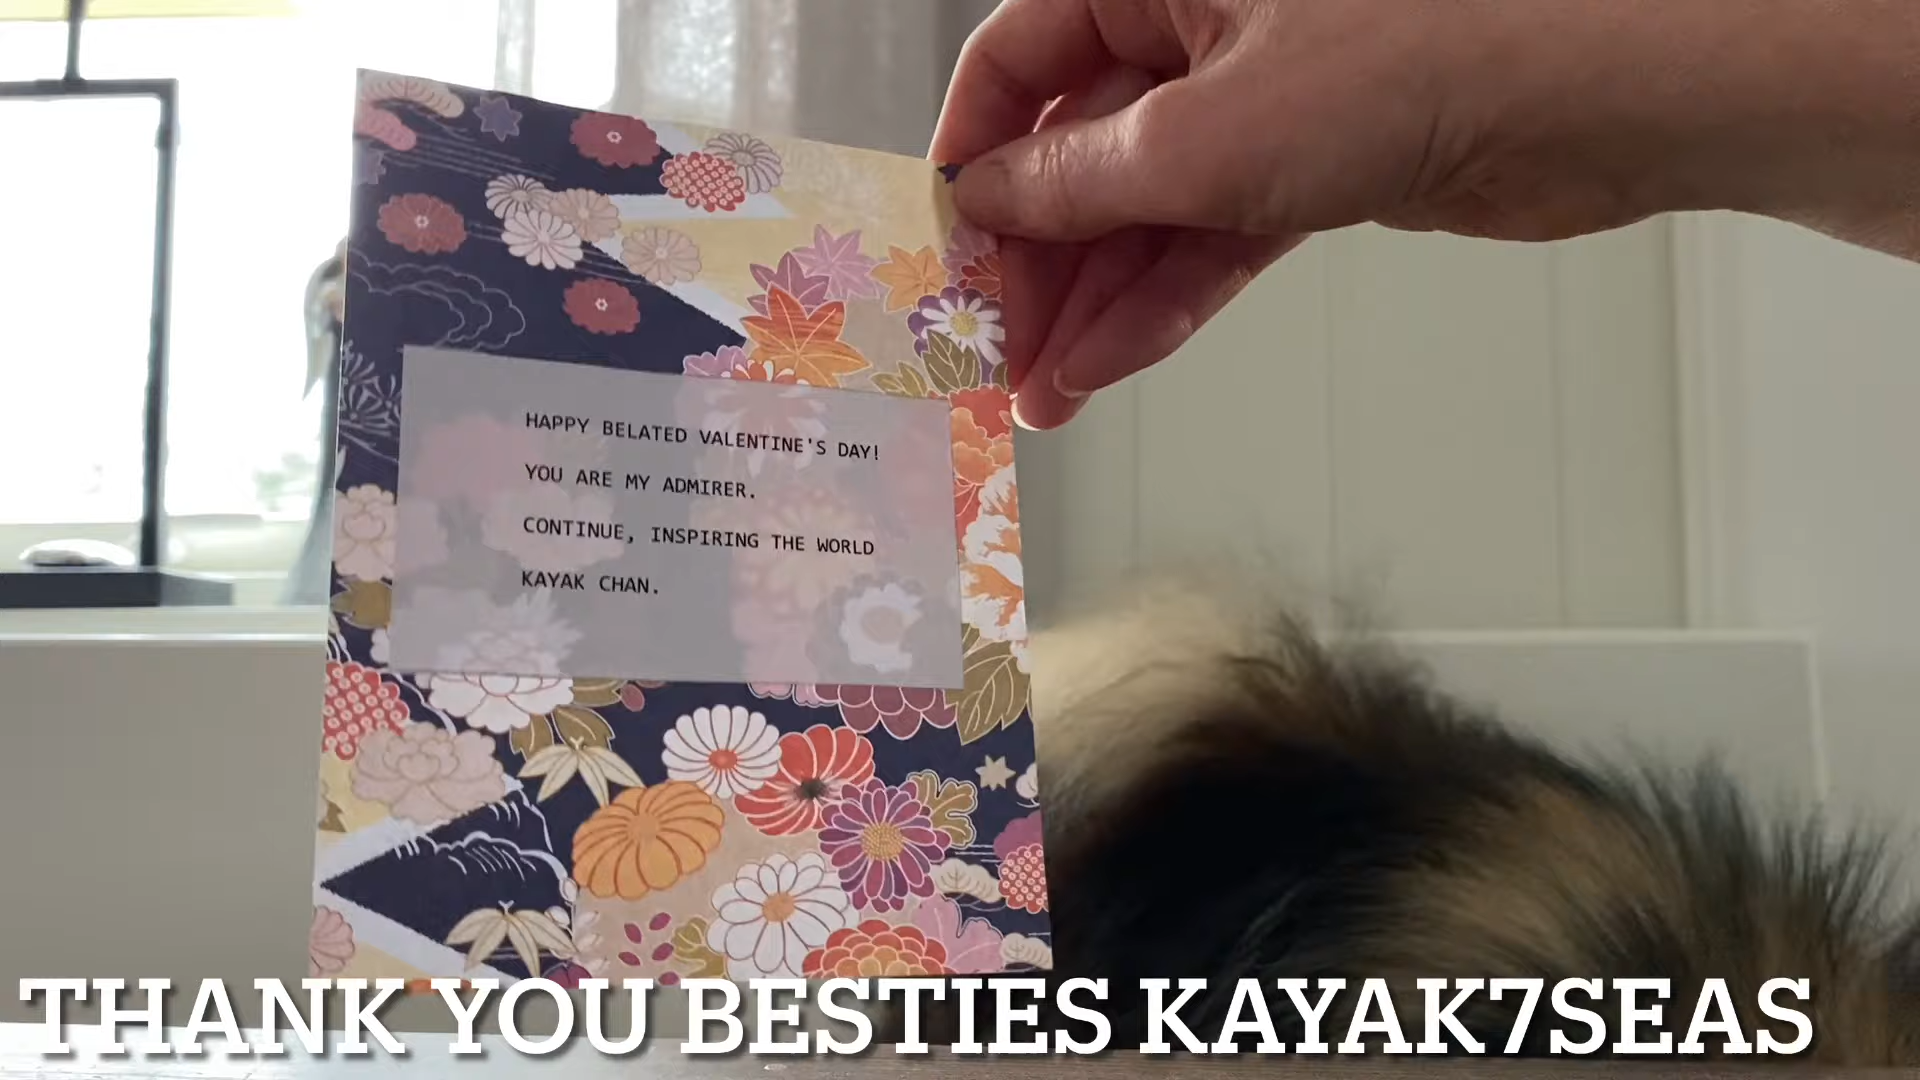 HAPPY BELATED VALENTINE'S DAY!
YOU ARE MY ADMIRER.
CONTINUE, INSPIRING THE WORLD
KAYAK CHAN.
THANK YOU BESTIES KAYAK7SEAS